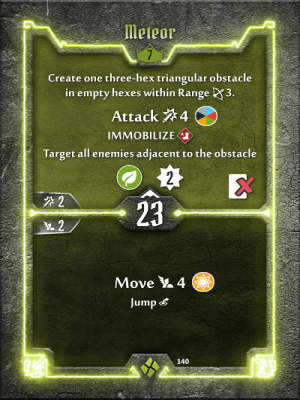 Meteor
7
Create one three-hex triangular obstacle
in empty hexes within Range 3.
Attack 4
IMMOBILIZE
Target all enemies adjacent to the obstacle
2
2
23
2
Move 4
Jump
140